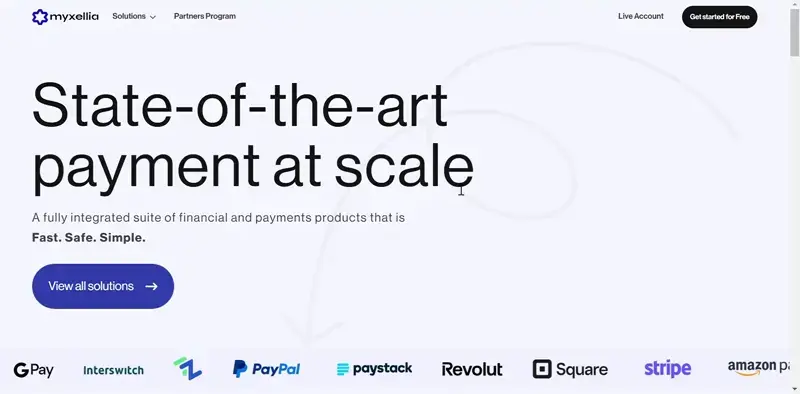 myxellia
Solutions
Partners Program
Live Account
Get started for Free
State-of-the-art
payment at scale
A fully integrated suite of financial and payments products that is
Fast. Safe. Simple.
View all solutions
G Pay
Interswitch
PayPal
paystack
Revolut
Square
stripe
amazon pa